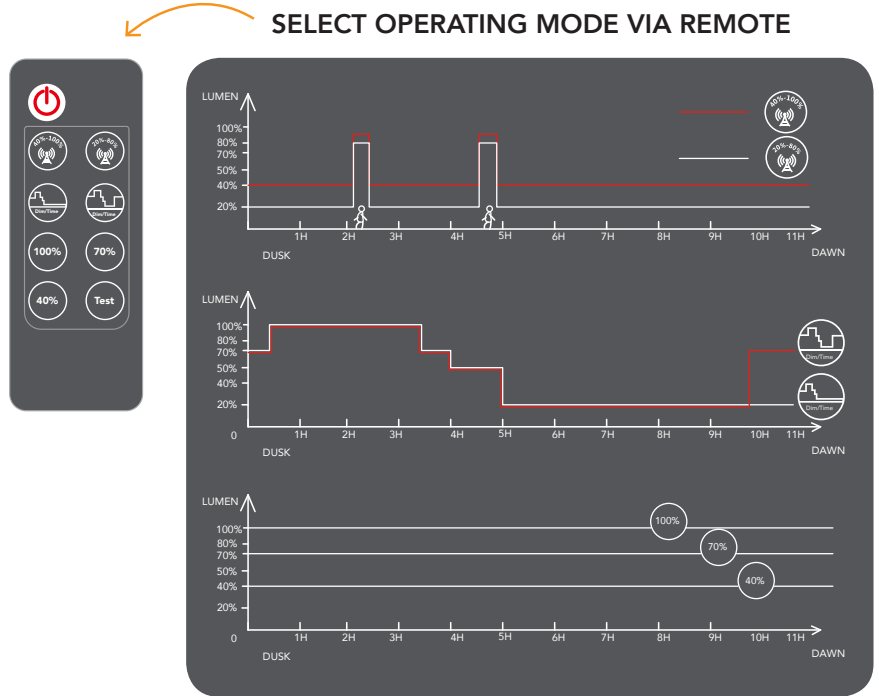 SELECT OPERATING MODE VIA REMOTE
40%-100%
20%-80%
Dim/Time
Dim/Time
100%
70%
40%
Test
LUMEN
100%
80%
70%
50%
40%
20%
1H 2H 3H 4H 5H 6H 7H 8H 9H 10H 11H
DUSK
DAWN
40%-100%
20%-80%
LUMEN
100%
80%
70%
50%
40%
20%
0
1H 2H 3H 4H 5H 6H 7H 8H 9H 10H 11H
DUSK
DAWN
Dim/Time
Dim/Time
LUMEN
100%
80%
70%
50%
40%
20%
0
1H 2H 3H 4H 5H 6H 7H 8H 9H 10H 11H
DUSK
DAWN
100%
70%
40%